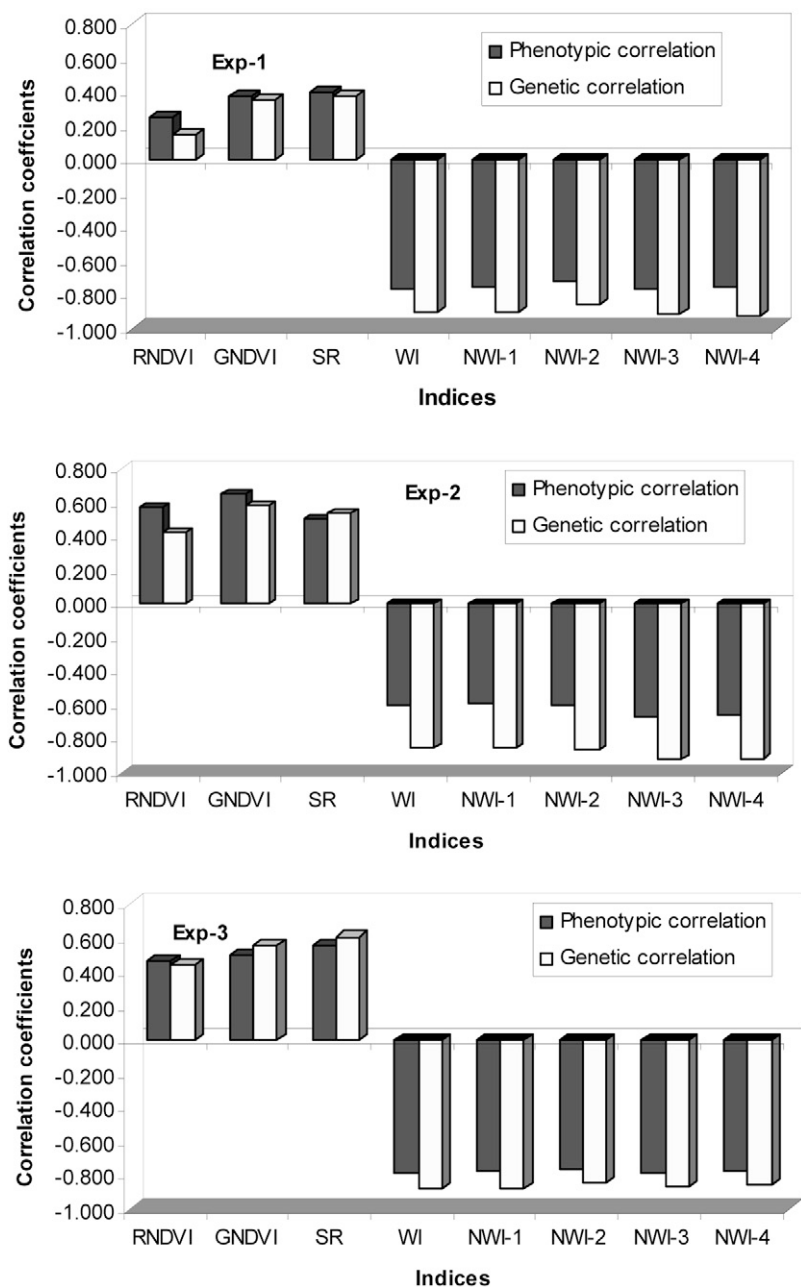 Exp-1
Phenotypic correlation
Genetic correlation
Correlation coeffcients
0.800
0.600
0.400
0.200
0.000
-0.200
-0.400
-0.600
-0.800
-1.000
RNDVI GNDVI SR WI NWI-1 NWI-2 NWI-3 NWI-4
Indices
Exp-2
Phenotypic correlation
Genetic correlation
Correlation coefficients
0.800
0.600
0.400
0.200
0.000
-0.200
-0.400
-0.600
-0.800
-1.000
RNDVI GNDVI SR WI NWI-1 NWI-2 NWI-3 NWI-4
Indices
Exp-3
Phenotypic correlation
Genetic correlation
Correlation coefficients
0.800
0.600
0.400
0.200
0.000
-0.200
-0.400
-0.600
-0.800
-1.000
RNDVI GNDVI SR WI NWI-1 NWI-2 NWI-3 NWI-4
Indices